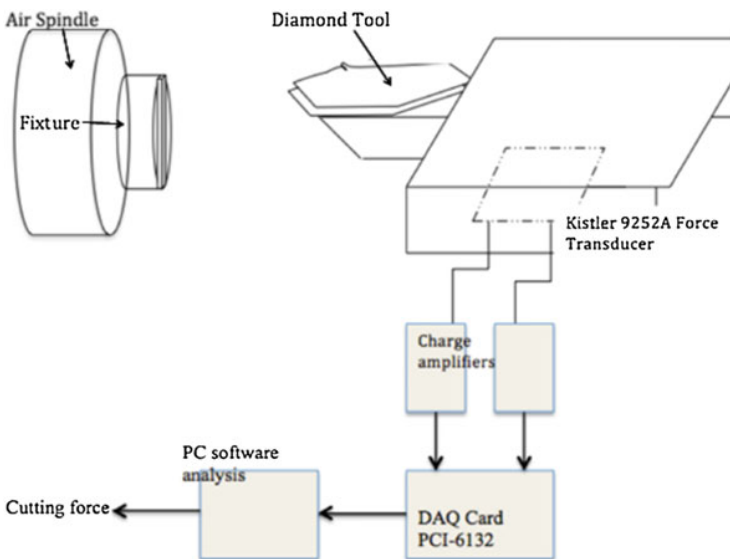 Air Spindle
Diamond Tool
Fixture
Kistler 9252A Force
Transducer
Charge
amplifiers
PC software
analysis
Cutting force
DAQ Card
PCI-6132